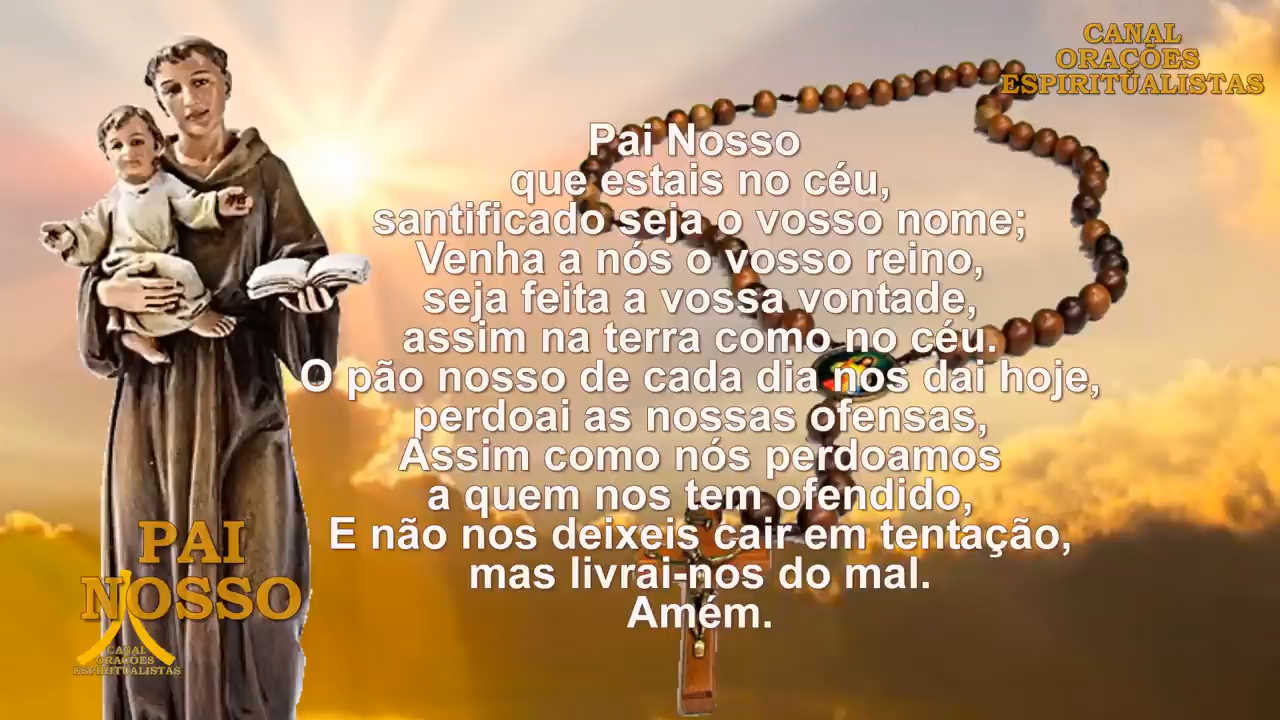 CANAL
ORAÇÕES
ESPIRITUALISTAS
Pai Nosso
que estais no céu,
santificado seja o vosso nome;
Venha a nós o vosso reino,
seja feita a vossa vontade,
assim na terra como no céu.
O pão nosso de cada dia nos dai hoje,
perdoai as nossas ofensas,
Assim como nós perdoamos
a quem nos tem ofendido,
E não nos deixeis cair em tentação,
mas livrai-nos do mal.
Amém.
PAI
NOSSO
CANAL
ORAÇÕES
ESPIRITUALISTAS